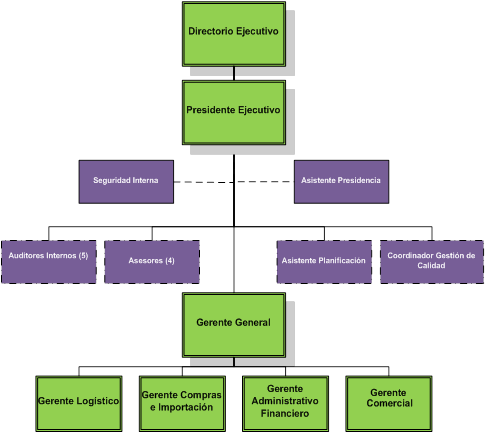 Directorio Ejecutivo
Presidente Ejecutivo
Seguridad Interna
Asistente Presidencia
Auditores Internos (5)
Asesores (4)
Asistente Planificación
Coordinador Gestión de
Calidad
Gerente General
Gerente Logístico
Gerente Compras
e Importación
Gerente
Administrativo
Financiero
Gerente
Comercial